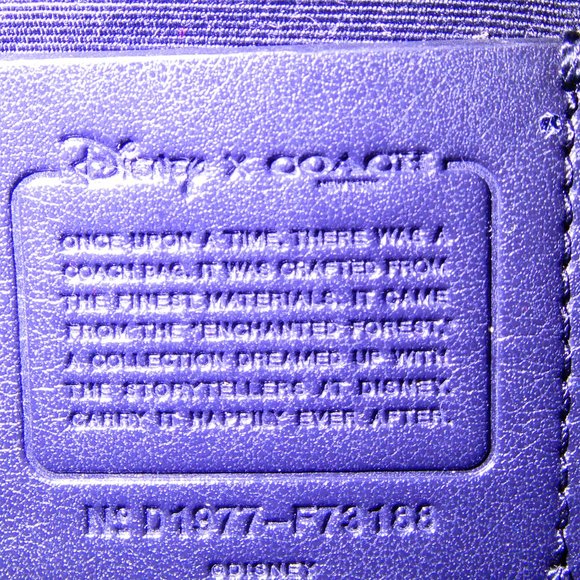 Disney X COACH
ONCE UPON A TIME, THERE WAS A
COACH BAG. IT WAS CRAFTED FROM
THE FINEST MATERIALS. IT CAME
FROM THE "ENCHANTED FOREST,"
A COLLECTION DREAMED UP WITH
THE STORYTELLERS AT DISNEY.
CARRY IT HAPPILY EVER AFTER.
No D1977-F73188
©DISNEY